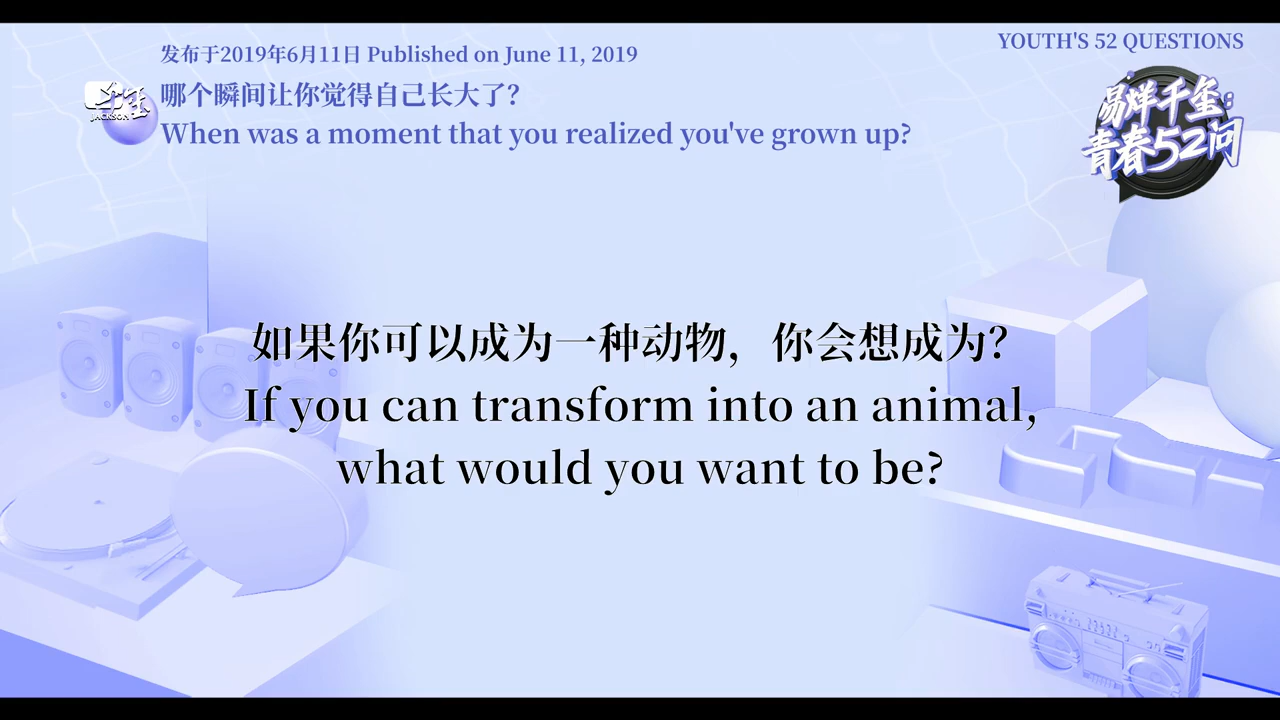 发布于2019年6月11日 Published on June 11, 2019
YOUTH'S 52 QUESTIONS
哪个瞬间让你觉得自己长大了？
When was a moment that you realized you've grown up?
千玺
JACKSON
易烊千玺：
青春52问
如果你可以成为一种动物，你会想成为？
If you can transform into an animal,
what would you want to be?